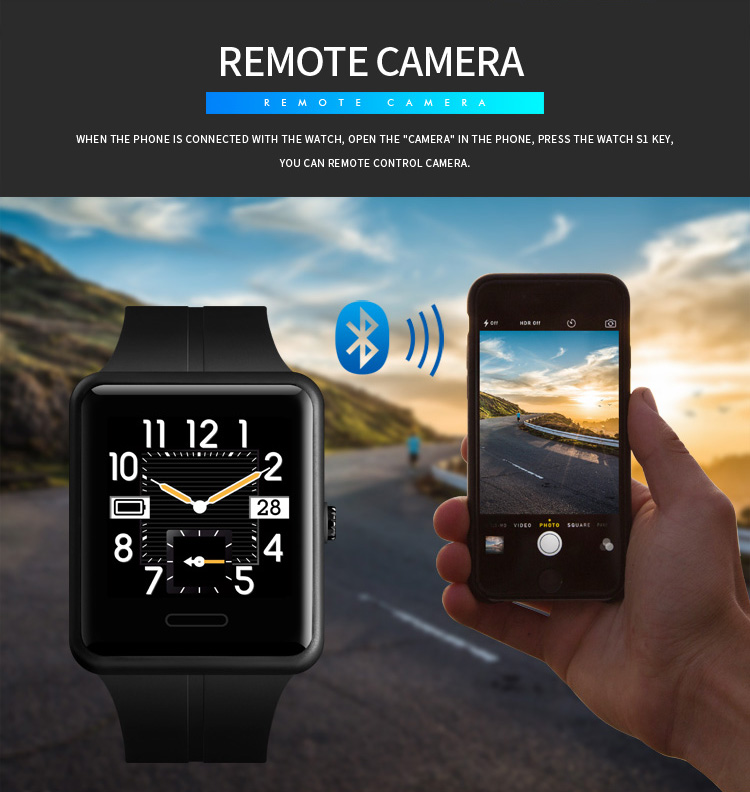 REMOTE CAMERA
REMOTE CAMERA
WHEN THE PHONE IS CONNECTED WITH THE WATCH, OPEN THE "CAMERA" IN THE PHONE, PRESS THE WATCH S1 KEY,
YOU CAN REMOTE CONTROL CAMERA.
Off HDR Off
11 12 1
10 2
28
8 4
7 5
VIDEO PHOTO SQUARE